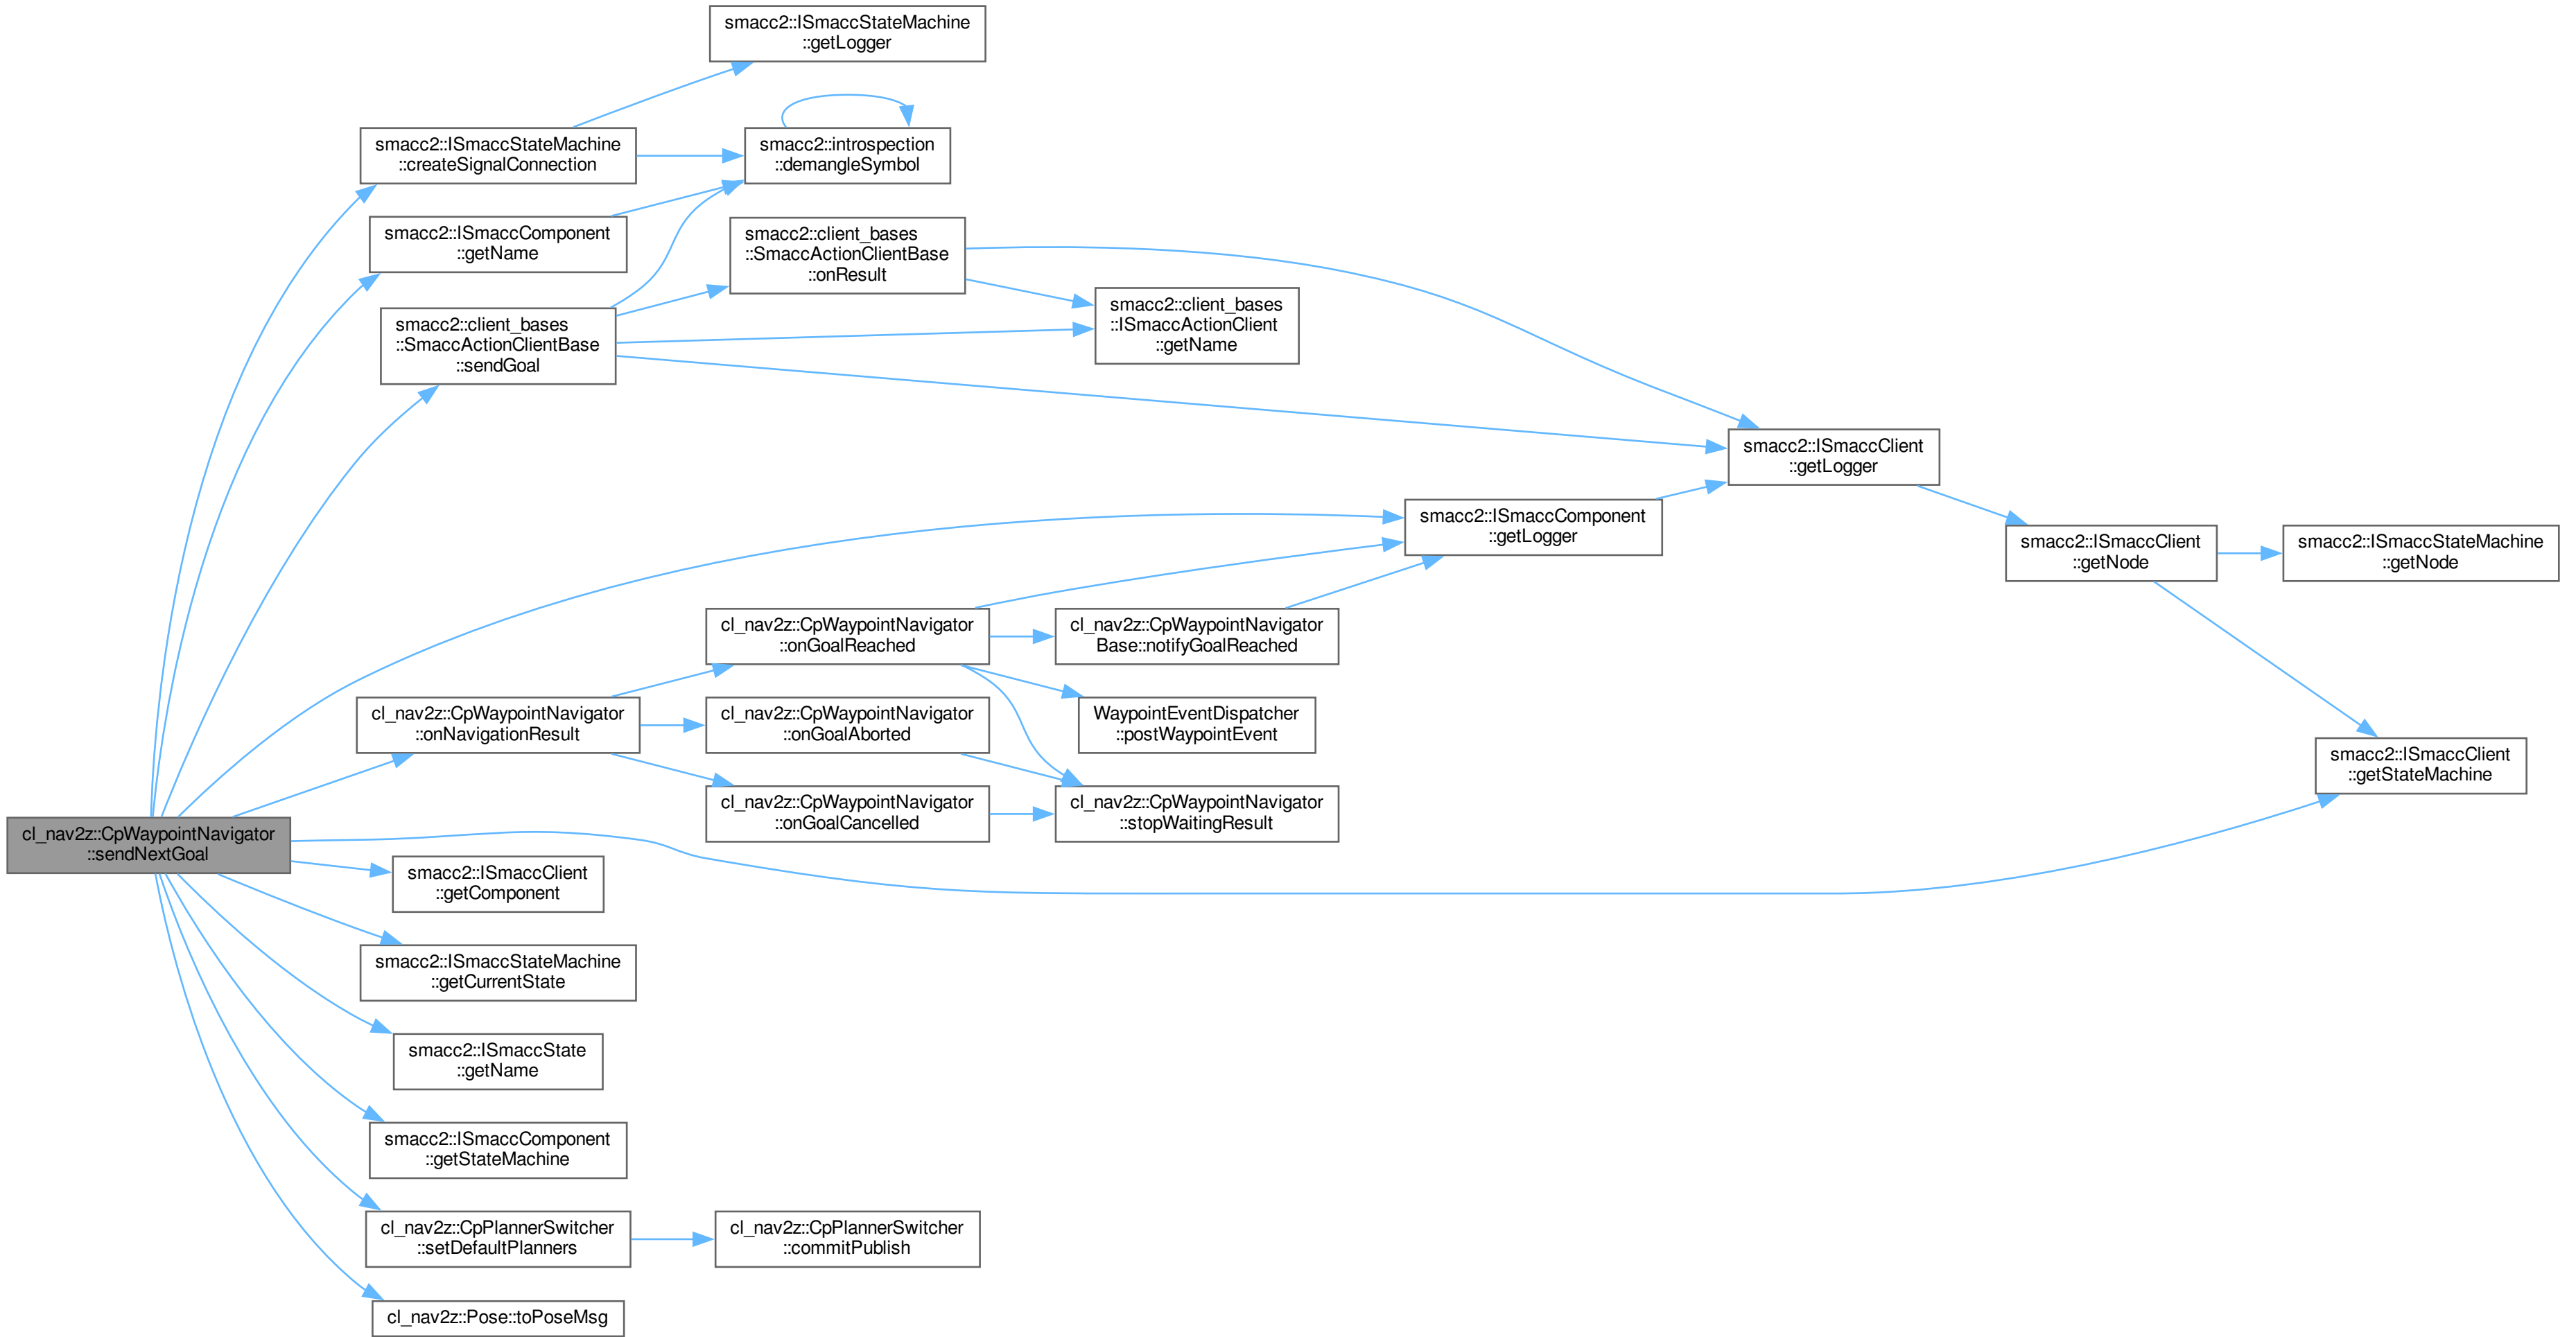 smacc2::ISmaccStateMachine
::getLogger
smacc2::ISmaccStateMachine
::createSignalConnection
smacc2::introspection
::demangleSymbol
smacc2::ISmaccComponent
::getName
smacc2::client_bases
::SmaccActionClientBase
::onResult
smacc2::client_bases
::ISmaccActionClient
::getName
smacc2::client_bases
::SmaccActionClientBase
::sendGoal
smacc2::ISmaccClient
::getLogger
smacc2::ISmaccComponent
::getLogger
smacc2::ISmaccClient
::getNode
smacc2::ISmaccStateMachine
::getNode
cl_nav2z::CpWaypointNavigator
::onGoalReached
cl_nav2z::CpWaypointNavigator
Base::notifyGoalReached
cl_nav2z::CpWaypointNavigator
::onNavigationResult
cl_nav2z::CpWaypointNavigator
::onGoalAborted
WaypointEventDispatcher
::postWaypointEvent
smacc2::ISmaccClient
::getStateMachine
cl_nav2z::CpWaypointNavigator
::onGoalCancelled
cl_nav2z::CpWaypointNavigator
::stopWaitingResult
cl_nav2z::CpWaypointNavigator
::sendNextGoal
smacc2::ISmaccClient
::getComponent
smacc2::ISmaccStateMachine
::getCurrentState
smacc2::ISmaccState
::getName
smacc2::ISmaccComponent
::getStateMachine
cl_nav2z::CpPlannerSwitcher
::setDefaultPlanners
cl_nav2z::CpPlannerSwitcher
::commitPublish
cl_nav2z::Pose::toPoseMsg